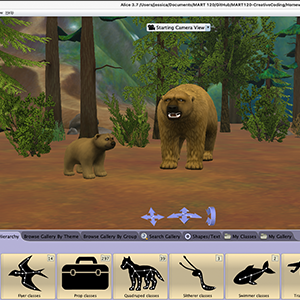 Alice 3.7 /Users/jessica/Documents/MART 120/GitHub/MART120-CreativeCoding/Homew
Starting Camera View
Hierarchy Browse Gallery By Theme Browse Gallery By Group Search Gallery Shapes/Text My Classes My Gallery
Flyer classes Prop classes Quadruped classes Slitherer classes Swimmer classes